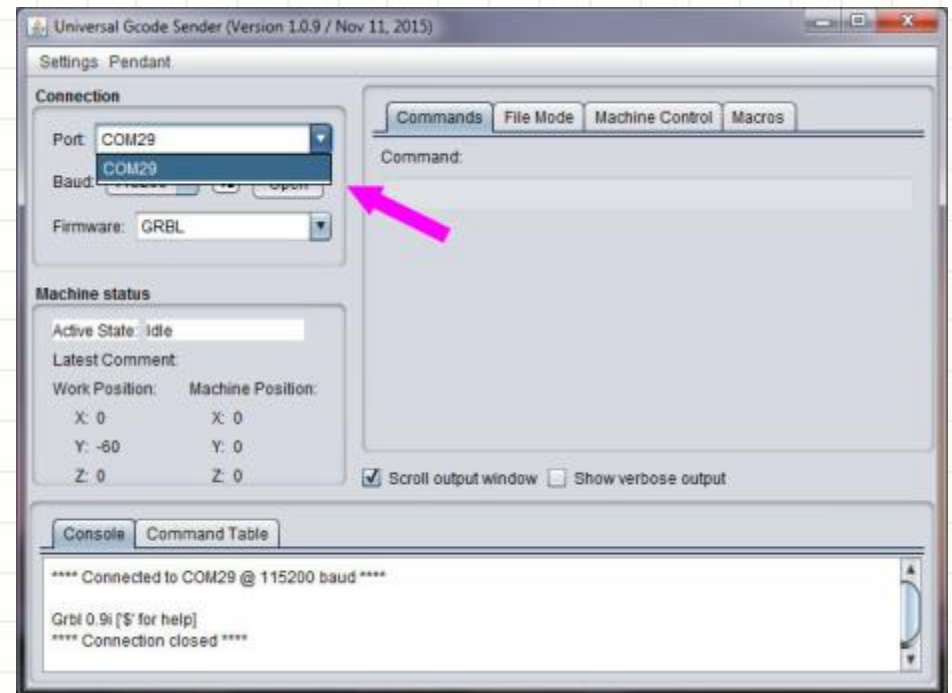 Universal Gcode Sender (Version 1.0.9 / Nov 11, 2015)
Settings Pendant
Connection
Port: COM29
COM29
Baud:
Open
Firmware: GRBL
Commands File Mode Machine Control Macros
Command:
Machine status
Active State: Idle
Latest Comment:
Work Position: Machine Position:
X: 0 X: 0
Y: -60 Y: 0
Z: 0 Z: 0
Scroll output window Show verbose output
Console Command Table
**** Connected to COM29 @ 115200 baud ****
Grbl 0.9i ['$' for help]
**** Connection closed ****